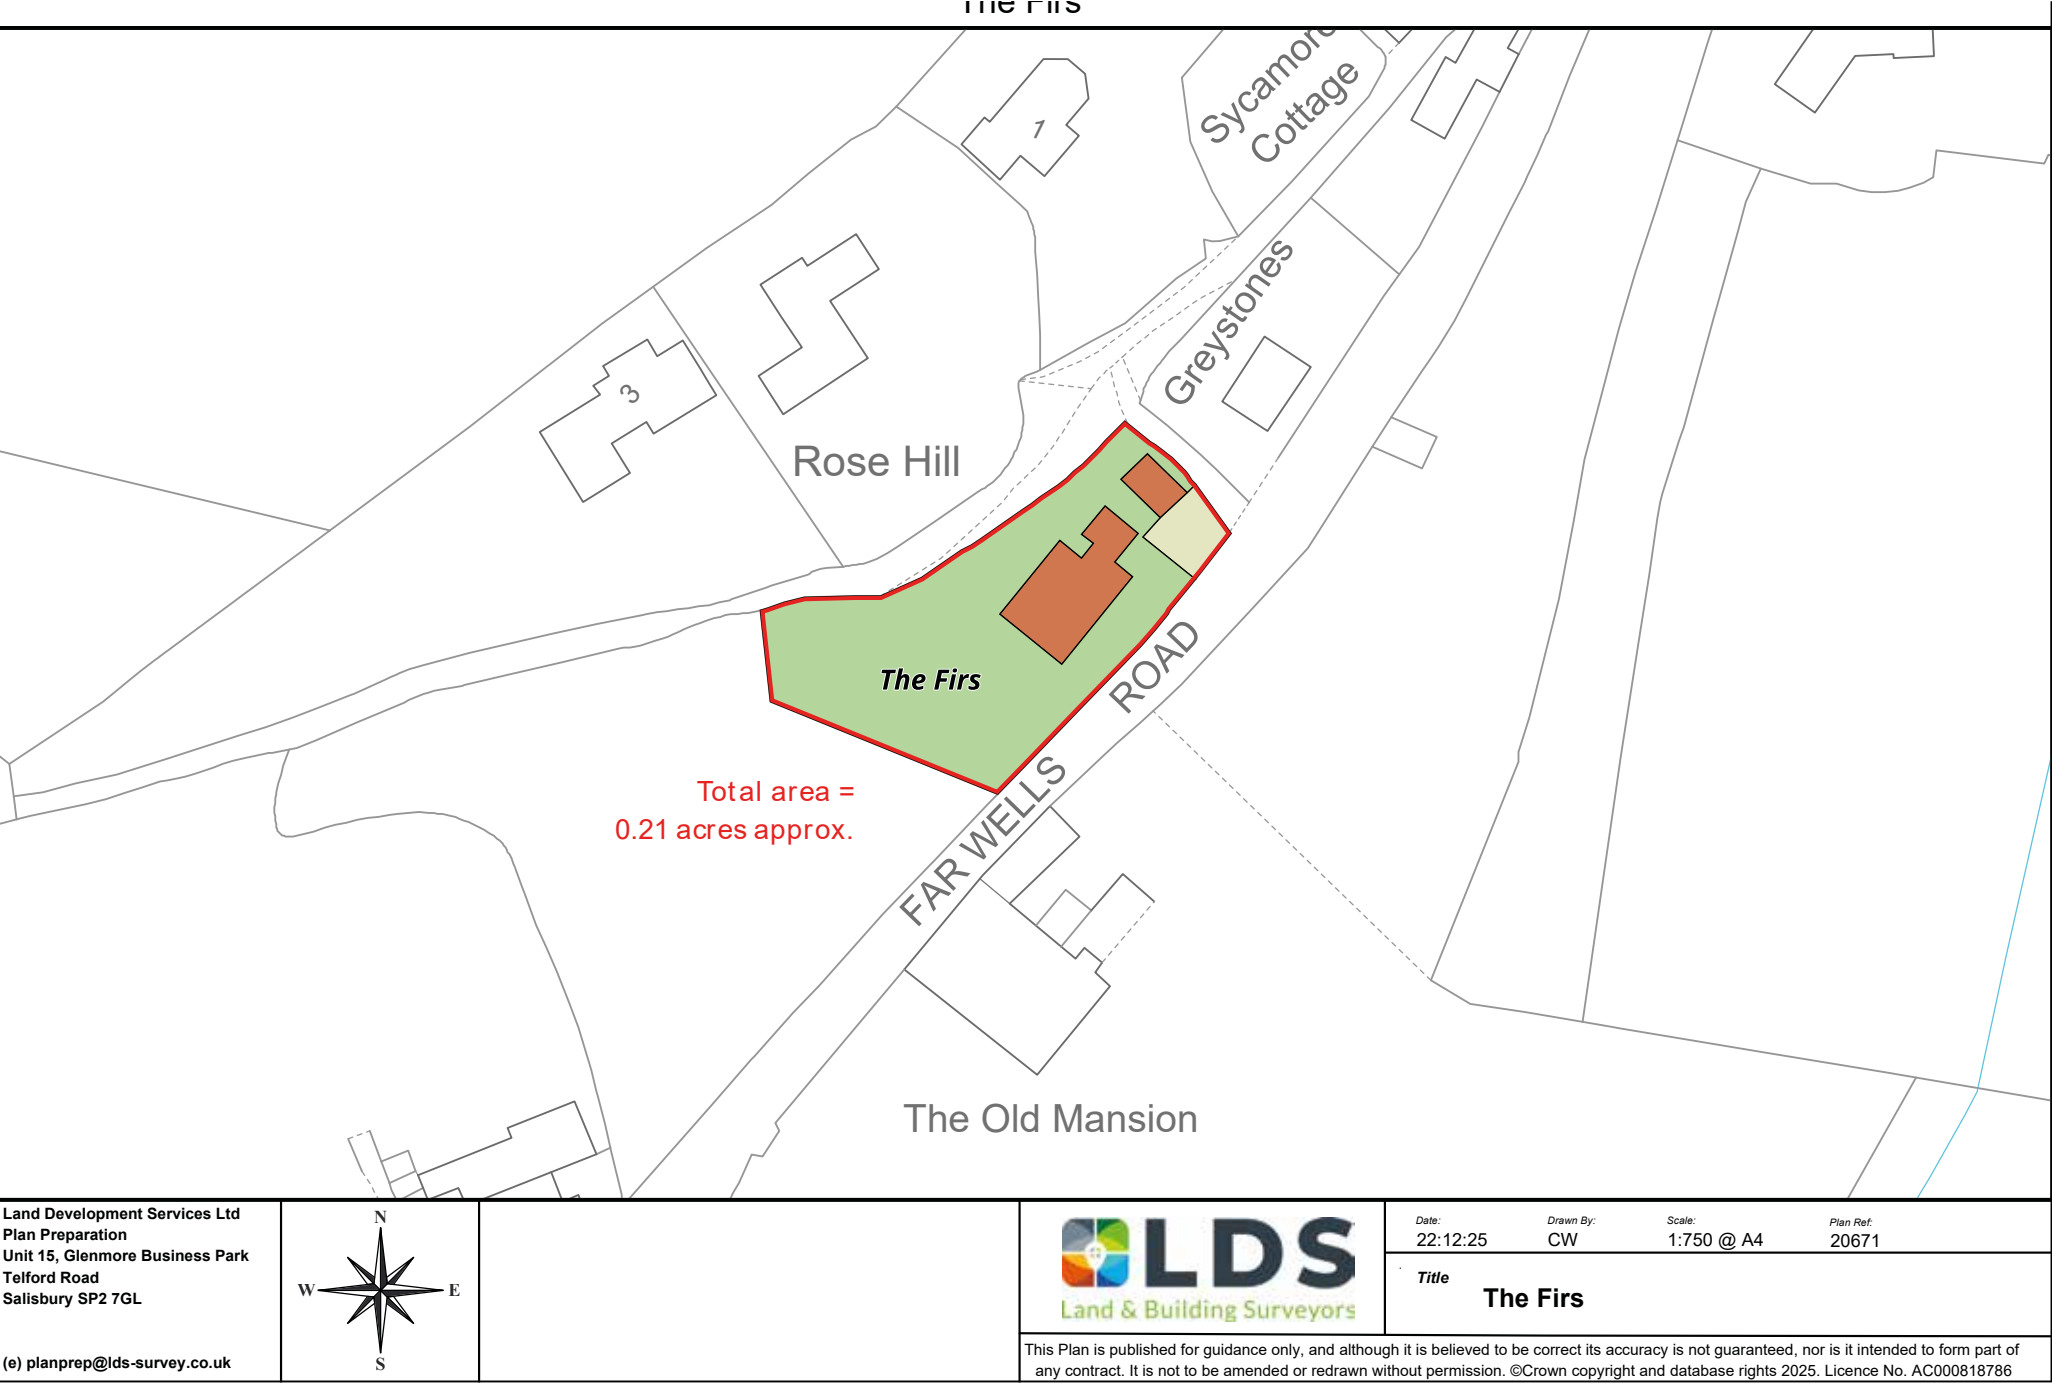 The Firs
Sycamore
Cottage
1
Greystones
3
Rose Hill
The Firs
ROAD
FAR WELLS
Total area =
0.21 acres approx.
The Old Mansion
Land Development Services Ltd
Plan Preparation
Unit 15, Glenmore Business Park
Telford Road
Salisbury SP2 7GL
(e) planprep@lds-survey.co.uk
N
W E
S
LDS
Land & Building Surveyors
Date: Drawn By: Scale: Plan Ref:
22:12:25 CW 1:750 @ A4 20671
Title
The Firs
This Plan is published for guidance only, and although it is believed to be correct its accuracy is not guaranteed, nor is it intended to form part of
any contract. It is not to be amended or redrawn without permission. ©Crown copyright and database rights 2025. Licence No. AC000818786